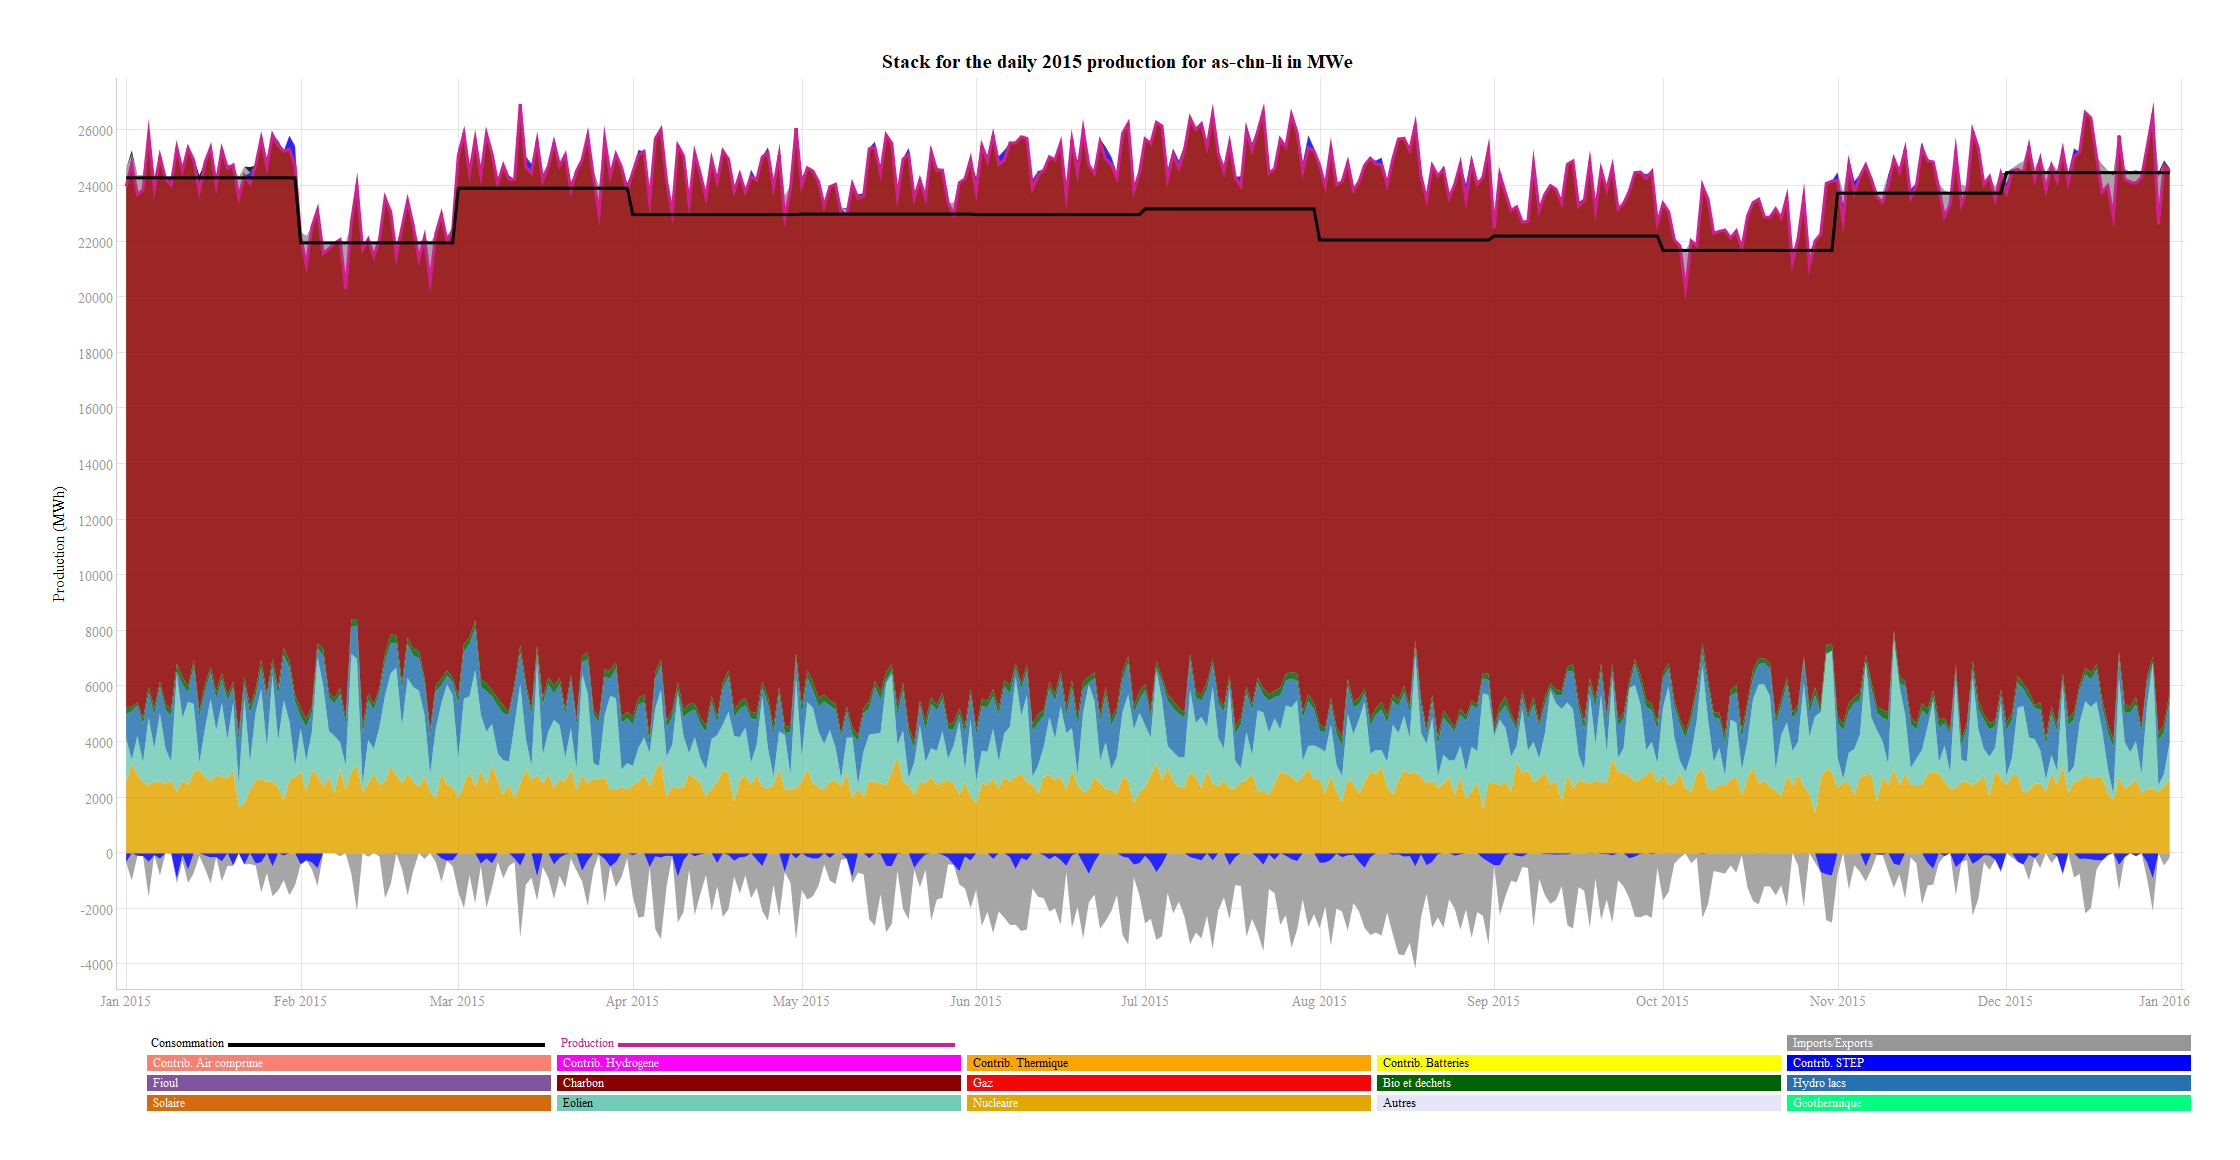 Stack for the daily 2015 production for as-chn-li in MWe
Production (MWh)
26000
24000
22000
20000
18000
16000
14000
12000
10000
8000
6000
4000
2000
0
-2000
-4000
Jan 2015 Feb 2015 Mar 2015 Apr 2015 May 2015 Jun 2015 Jul 2015 Aug 2015 Sep 2015 Oct 2015 Nov 2015 Dec 2015 Jan 2016
Consommation Production Imports/Exports
Contrib. Air comprime Contrib. Hydrogene Contrib. Thermique Contrib. Batteries Contrib. STEP
Fioul Charbon Gaz Bio et dechets Hydro lacs
Solaire Eolien Nucleaire Autres Geothermique